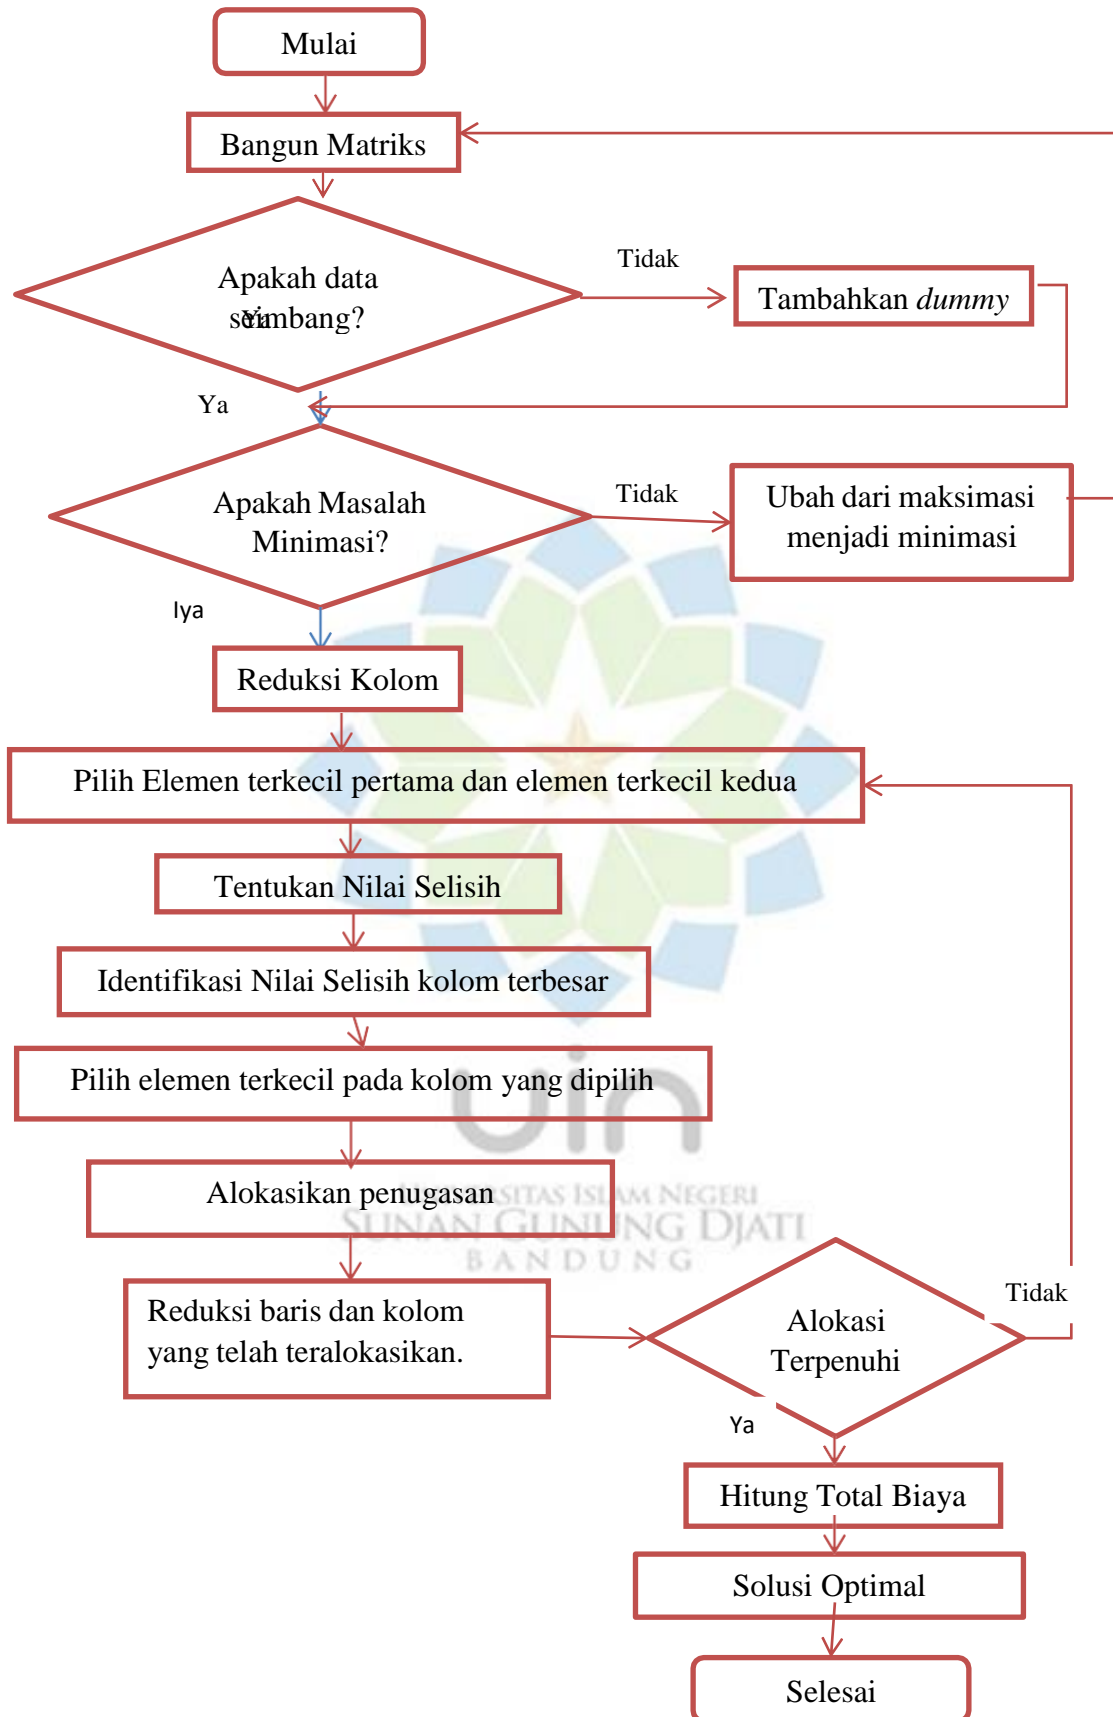 Mulai
Bangun Matriks
Apakah data
seimbang?
Ya
Tidak
Tambahkan dummy
Ya
Apakah Masalah
Minimasi?
Tidak
Ubah dari maksimasi
menjadi minimasi
Iya
Reduksi Kolom
Pilih Elemen terkecil pertama dan elemen terkecil kedua
Tentukan Nilai Selisih
Identifikasi Nilai Selisih kolom terbesar
Pilih elemen terkecil pada kolom yang dipilih
uin
Alokasikan penugasan
UNIVERSITAS ISLAM NEGERI
SUNAN GUNUNG DJATI
BANDUNG
Reduksi baris dan kolom
yang telah teralokasikan.
Alokasi
Terpenuhi
Tidak
Ya
Hitung Total Biaya
Solusi Optimal
Selesai